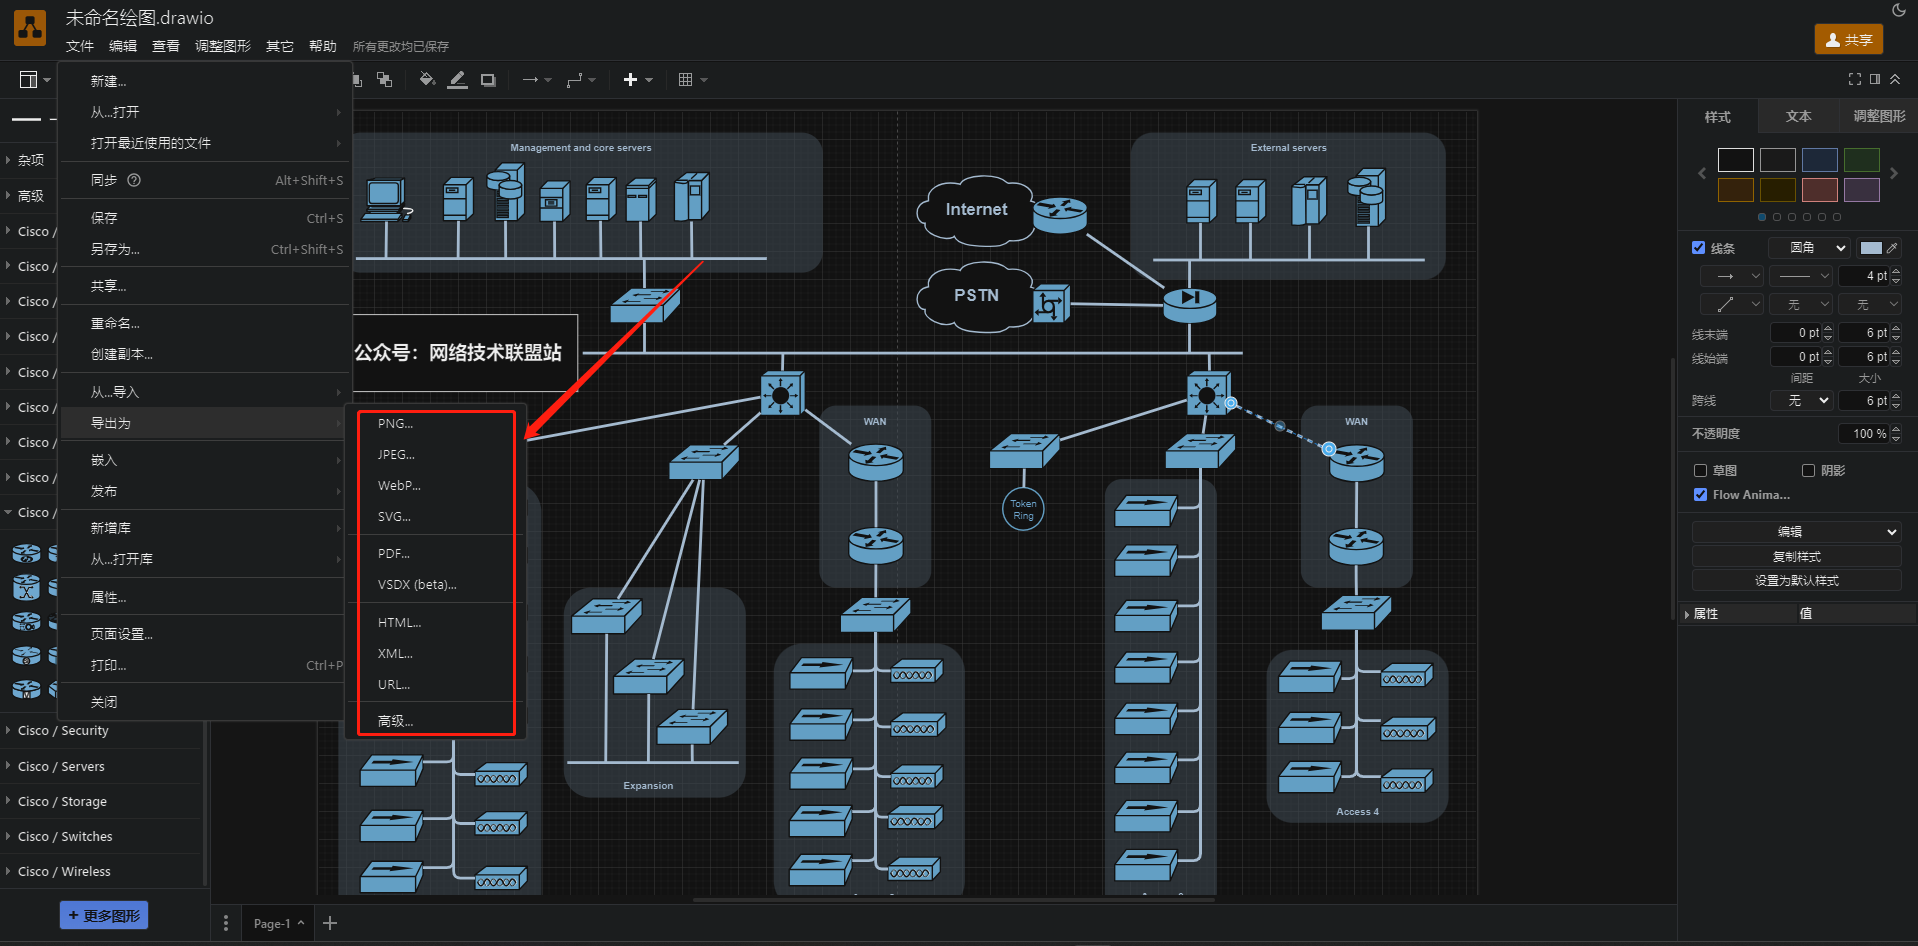 未命名绘图.drawio
文件 编辑 查看 调整图形 其它 帮助 所有更改均已保存
共享
新建...
从...打开
打开最近使用的文件
同步 Alt+Shift+S
保存 Ctrl+S
另存为... Ctrl+Shift+S
共享...
重命名...
创建副本...
从...导入
导出为
嵌入
发布
新增库
从...打开库
属性...
页面设置...
打印... Ctrl+P
关闭
PNG...
JPEG...
WebP...
SVG...
PDF...
VSDX (beta)...
HTML...
XML...
URL...
高级...
杂项
高级
Cisco /
Cisco /
Cisco /
Cisco /
Cisco /
Cisco /
Cisco /
Cisco /
Cisco /
Cisco / Security
Cisco / Servers
Cisco / Storage
Cisco / Switches
Cisco / Wireless
+ 更多图形
Management and core servers
External servers
Internet
PSTN
公众号：网络技术联盟站
WAN
WAN
Token
Ring
Expansion
Access 4
Page-1
样式 文本 调整图形
线条 圆角
4 pt
无 无
线末端 0 pt 6 pt
线始端 0 pt 6 pt
间距 大小
跨线 无 6 pt
不透明度 100 %
草图 阴影
Flow Anima...
编辑
复制样式
设置为默认样式
属性 值